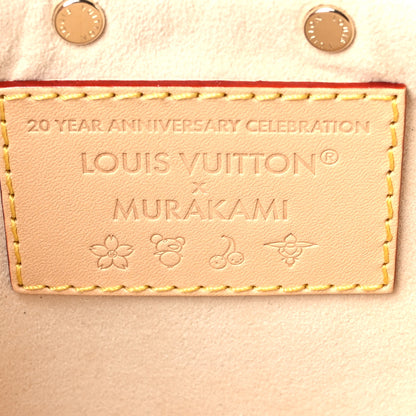 20 YEAR ANNIVERSARY CELEBRATION
LOUIS VUITTON®
x
MURAKAMI